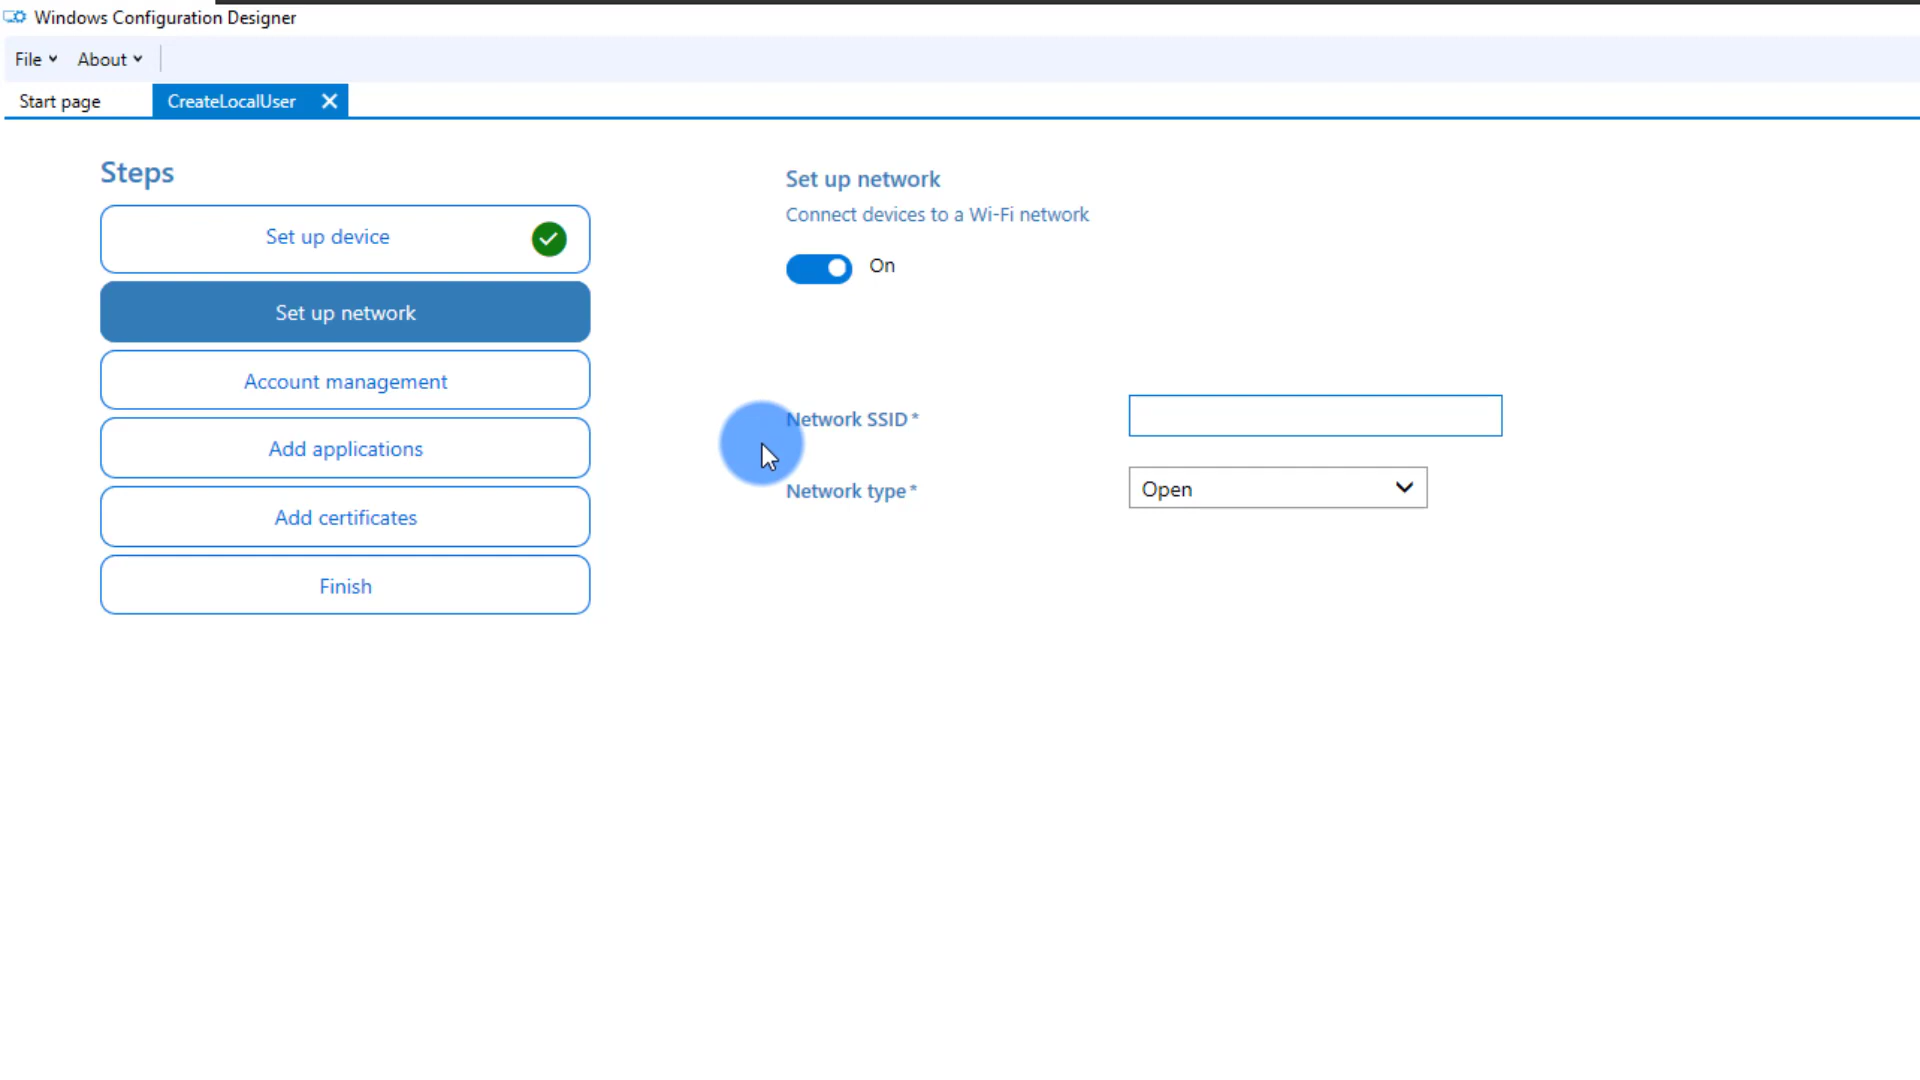 Windows Configuration Designer
File About
Start page CreateLocalUser
Steps
Set up device
Set up network
Account management
Add applications
Add certificates
Finish
Set up network
Connect devices to a Wi-Fi network
On
Network SSID*
Network type* Open